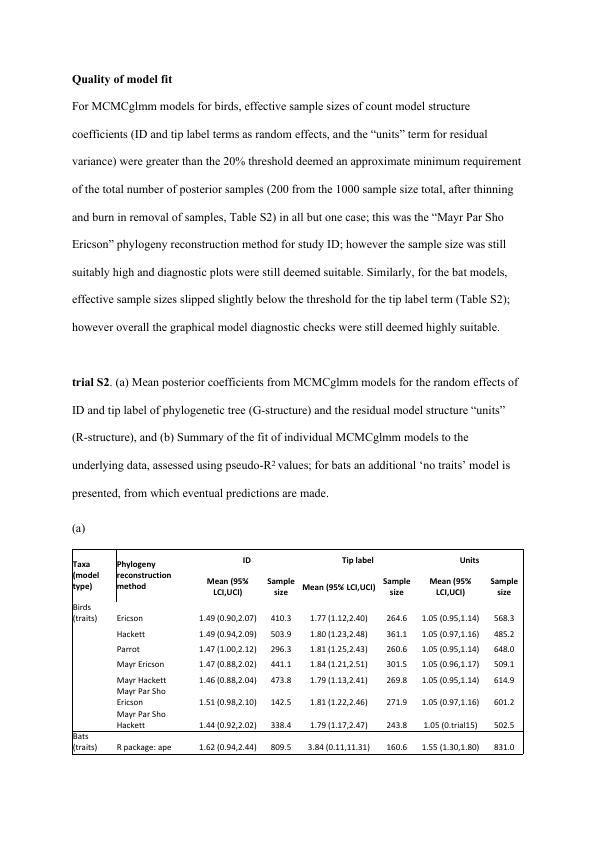 Quality of model fit
For MCMCglmm models for birds, effective sample sizes of count model structure
coefficients (ID and tip label terms as random effects, and the “units” term for residual
variance) were greater than the 20% threshold deemed an approximate minimum requirement
of the total number of posterior samples (200 from the 1000 sample size total, after thinning
and burn in removal of samples, Table S2) in all but one case; this was the “Mayr Par Sho
Ericson” phylogeny reconstruction method for study ID; however the sample size was still
suitably high and diagnostic plots were still deemed suitable. Similarly, for the bat models,
effective sample sizes slipped slightly below the threshold for the tip label term (Table S2);
however overall the graphical model diagnostic checks were still deemed highly suitable.
trial S2. (a) Mean posterior coefficients from MCMCglmm models for the random effects of
ID and tip label of phylogenetic tree (G-structure) and the residual model structure “units”
(R-structure), and (b) Summary of the fit of individual MCMCglmm models to the
underlying data, assessed using pseudo-R² values; for bats an additional ‘no traits’ model is
presented, from which eventual predictions are made.
(a)
Taxa (model type) Phylogeny reconstruction method ID Tip label Units
Mean (95% LCI,UCI) Sample size Mean (95% LCI,UCI) Sample size Mean (95% LCI,UCI) Sample size
Birds (traits) Ericson 1.49 (0.90,2.07) 410.3 1.77 (1.12,2.40) 264.6 1.05 (0.95,1.14) 568.3
Hackett 1.49 (0.94,2.09) 503.9 1.80 (1.23,2.48) 361.1 1.05 (0.97,1.16) 485.2
Parrot 1.47 (1.00,2.12) 296.3 1.81 (1.25,2.43) 260.6 1.05 (0.95,1.14) 648.0
Mayr Ericson 1.47 (0.88,2.02) 441.1 1.84 (1.21,2.51) 301.5 1.05 (0.96,1.17) 509.1
Mayr Hackett 1.46 (0.88,2.04) 473.8 1.79 (1.13,2.41) 269.8 1.05 (0.95,1.14) 614.9
Mayr Par Sho Ericson 1.51 (0.98,2.10) 142.5 1.81 (1.22,2.46) 271.9 1.05 (0.97,1.16) 601.2
Mayr Par Sho Hackett 1.44 (0.92,2.02) 338.4 1.79 (1.17,2.47) 243.8 1.05 (0.trial15) 502.5
Bats (traits) R package: ape 1.62 (0.94,2.44) 809.5 3.84 (0.11,11.31) 160.6 1.55 (1.30,1.80) 831.0